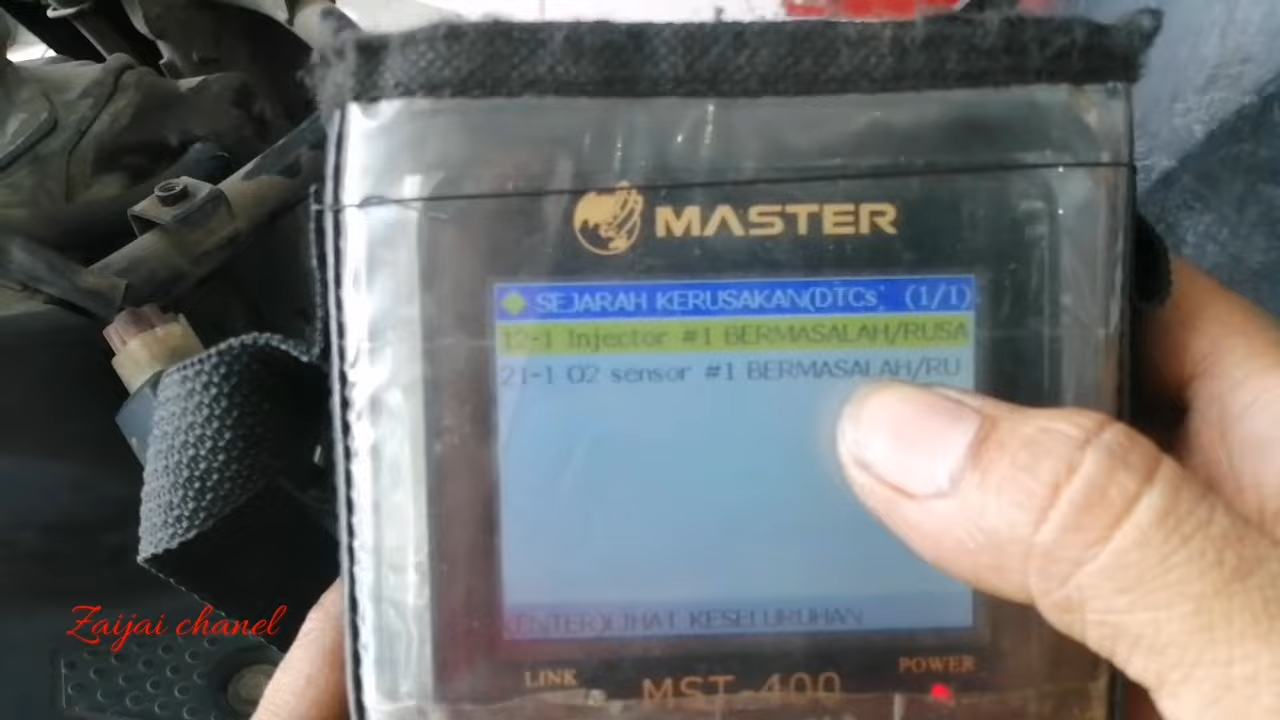 MASTER
SEJARAH KERUSAKAN(DTCs) (1/1)
12-1 Injector #1 BERMASALAH/RUSA
21-1 O2 sensor #1 BERMASALAH/RU
(ENTER)LIHAT KESELURUHAN
LINK
MST-400
POWER
Zaijai chanel